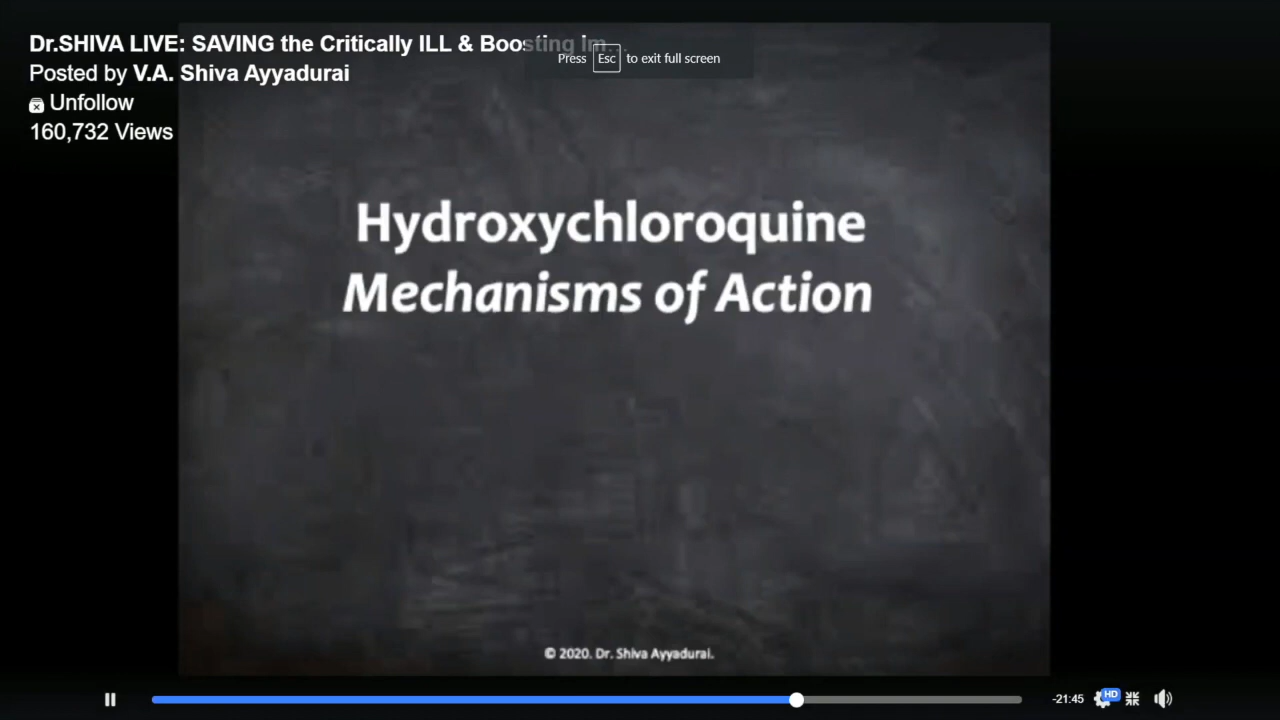 Dr.SHIVA LIVE: SAVING the Critically ILL & Boosting Im...
Press Esc to exit full screen
Posted by V.A. Shiva Ayyadurai
Unfollow
160,732 Views
Hydroxychloroquine
Mechanisms of Action
© 2020. Dr. Shiva Ayyadurai.
-21:45
HD